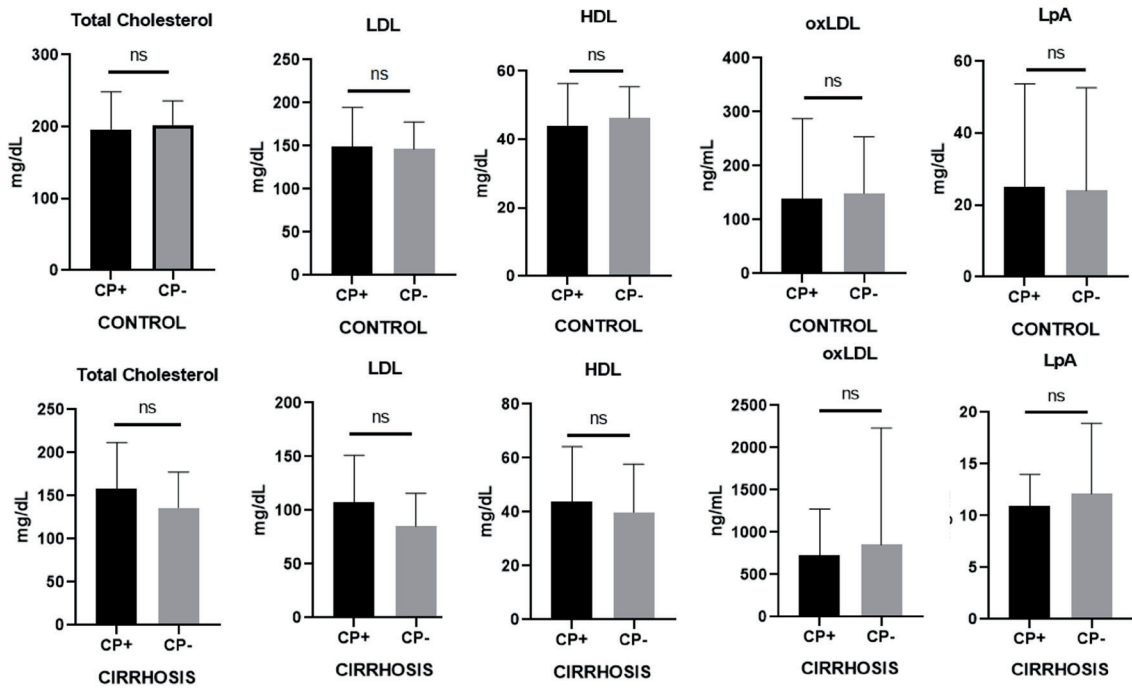 Total Cholesterol
ns
300
200
100
0
mg/dL
CP+ CP-
CONTROL
LDL
ns
250
200
150
100
50
0
mg/dL
CP+ CP-
CONTROL
HDL
ns
60
40
20
0
mg/dL
CP+ CP-
CONTROL
oxLDL
ns
400
300
200
100
0
ng/mL
CP+ CP-
CONTROL
LpA
ns
60
40
20
0
mg/dL
CP+ CP-
CONTROL
Total Cholesterol
ns
250
200
150
100
50
0
mg/dL
CP+ CP-
CIRRHOSIS
LDL
ns
200
150
100
50
0
mg/dL
CP+ CP-
CIRRHOSIS
HDL
ns
80
60
40
20
0
mg/dL
CP+ CP-
CIRRHOSIS
oxLDL
ns
2500
2000
1500
1000
500
0
ng/mL
CP+ CP-
CIRRHOSIS
LpA
ns
20
15
10
5
0
CP+ CP-
CIRRHOSIS